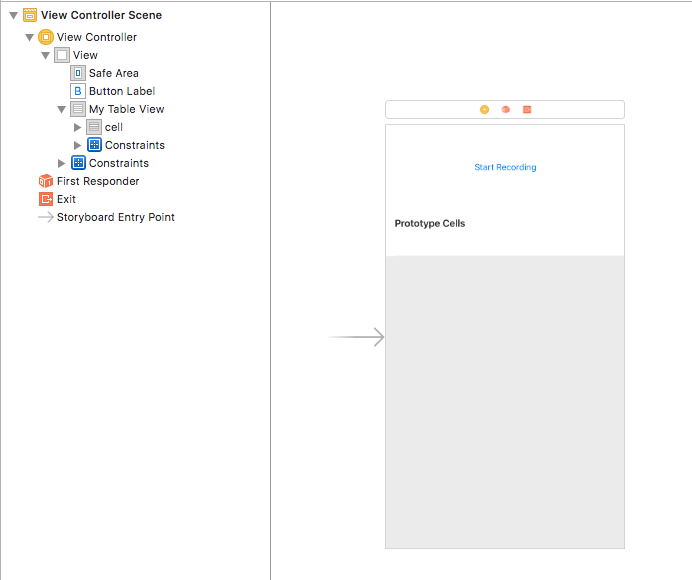 View Controller Scene
View Controller
View
Safe Area
B Button Label
My Table View
cell
Constraints
Constraints
First Responder
Exit
Storyboard Entry Point
Start Recording
Prototype Cells